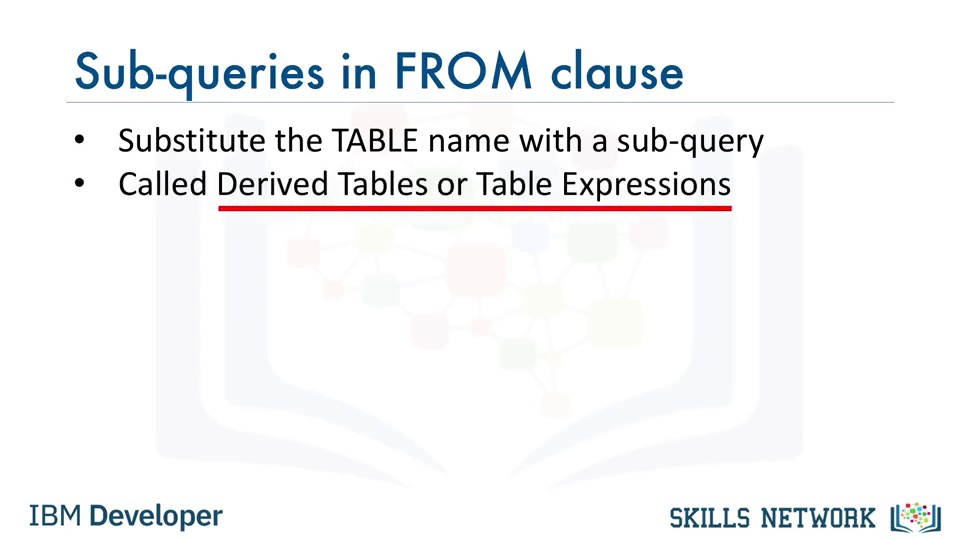 Sub-queries in FROM clause
• Substitute the TABLE name with a sub-query
• Called Derived Tables or Table Expressions
IBM Developer
SKILLS NETWORK